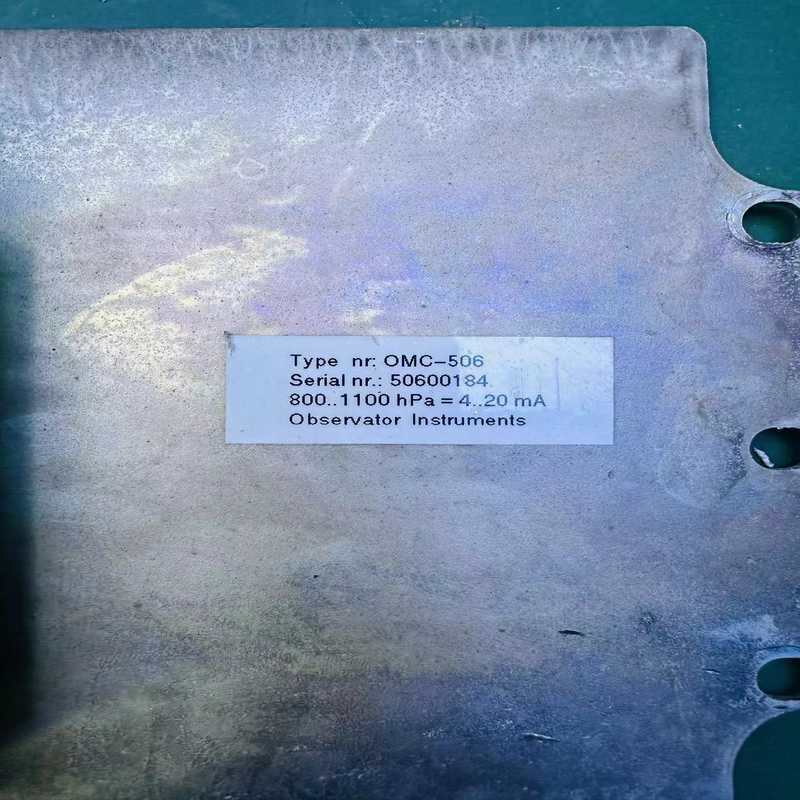 Type nr: OMC-506
Serial nr.: 50600184
800..1100 hPa = 4..20 mA
Observator Instruments